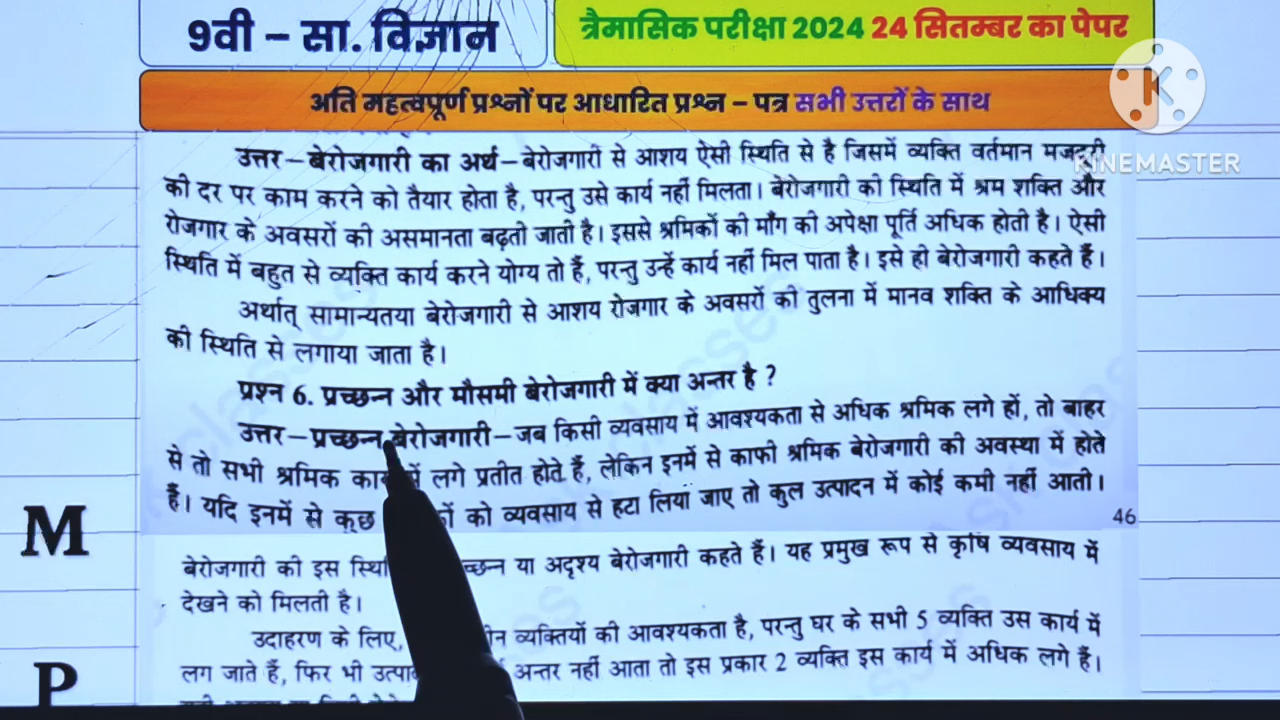 9वी – सा. विज्ञान
त्रैमासिक परीक्षा 2024 24 सितम्बर का पेपर
अति महत्वपूर्ण प्रश्नों पर आधारित प्रश्न – पत्र सभी उत्तरों के साथ
KINEMASTER
उत्तर – बेरोजगारी का अर्थ – बेरोजगारी से आशय ऐसी स्थिति से है जिसमें व्यक्ति वर्तमान मजदूरी
की दर पर काम करने को तैयार होता है, परन्तु उसे कार्य नहीं मिलता। बेरोजगारी की स्थिति में श्रम शक्ति और
रोजगार के अवसरों की असमानता बढ़ती जाती है। इससे श्रमिकों की माँग की अपेक्षा पूर्ति अधिक होती है। ऐसी
स्थिति में बहुत से व्यक्ति कार्य करने योग्य तो हैं, परन्तु उन्हें कार्य नहीं मिल पाता है। इसे ही बेरोजगारी कहते हैं।
अर्थात् सामान्यतया बेरोजगारी से आशय रोजगार के अवसरों की तुलना में मानव शक्ति के आधिक्य
की स्थिति से लगाया जाता है।
प्रश्न 6. प्रच्छन्न और मौसमी बेरोजगारी में क्या अन्तर है ?
उत्तर – प्रच्छन्न बेरोजगारी – जब किसी व्यवसाय में आवश्यकता से अधिक श्रमिक लगे हों, तो बाहर
से तो सभी श्रमिक में लगे प्रतीत होते हैं, लेकिन इनमें से काफी श्रमिक बेरोजगारी की अवस्था में होते
हैं। यदि इनमें से कुछ को व्यवसाय से हटा लिया जाए तो कुल उत्पादन में कोई कमी नहीं आती।
46
बेरोजगारी की इस या अदृश्य बेरोजगारी कहते हैं। यह प्रमुख रूप से कृषि व्यवसाय में
देखने को मिलती है।
उदाहरण के लिए, व्यक्तियों की आवश्यकता है, परन्तु घर के सभी 5 व्यक्ति उस कार्य में
लग जाते हैं, फिर भी अन्तर नहीं आता तो इस प्रकार 2 व्यक्ति इस कार्य में अधिक लगे हैं।
M
P